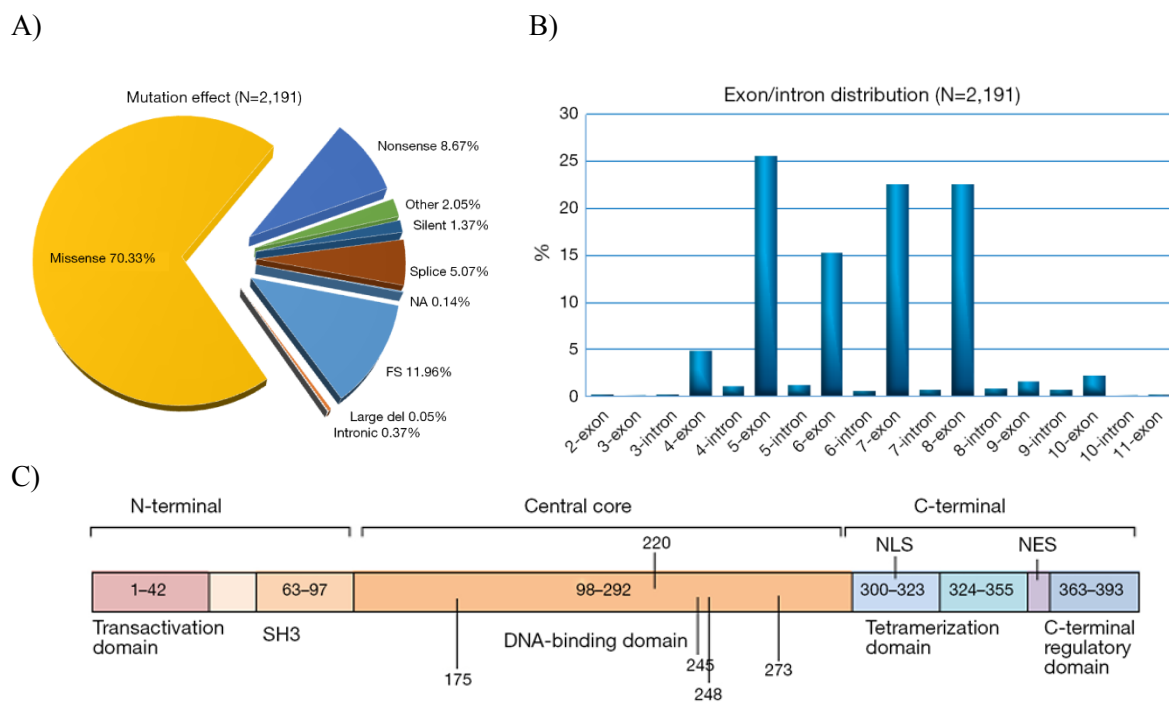 A)
B)
Mutation effect (N=2,191)
Nonsense 8.67%
Other 2.05%
Silent 1.37%
Missense 70.33%
Splice 5.07%
NA 0.14%
FS 11.96%
Large del 0.05%
Intronic 0.37%
Exon/intron distribution (N=2,191)
30
25
20
15
10
5
0
%
2-exon
3-exon
3-intron
4-exon
4-intron
5-exon
5-intron
6-exon
6-intron
7-exon
7-intron
8-exon
8-intron
9-exon
9-intron
10-exon
10-intron
11-exon
C)
N-terminal
Central core
C-terminal
220
NLS
NES
1–42
63–97
98–292
300–323
324–355
363–393
Transactivation
domain
SH3
DNA-binding domain
Tetramerization
domain
C-terminal
regulatory
domain
175
245
248
273